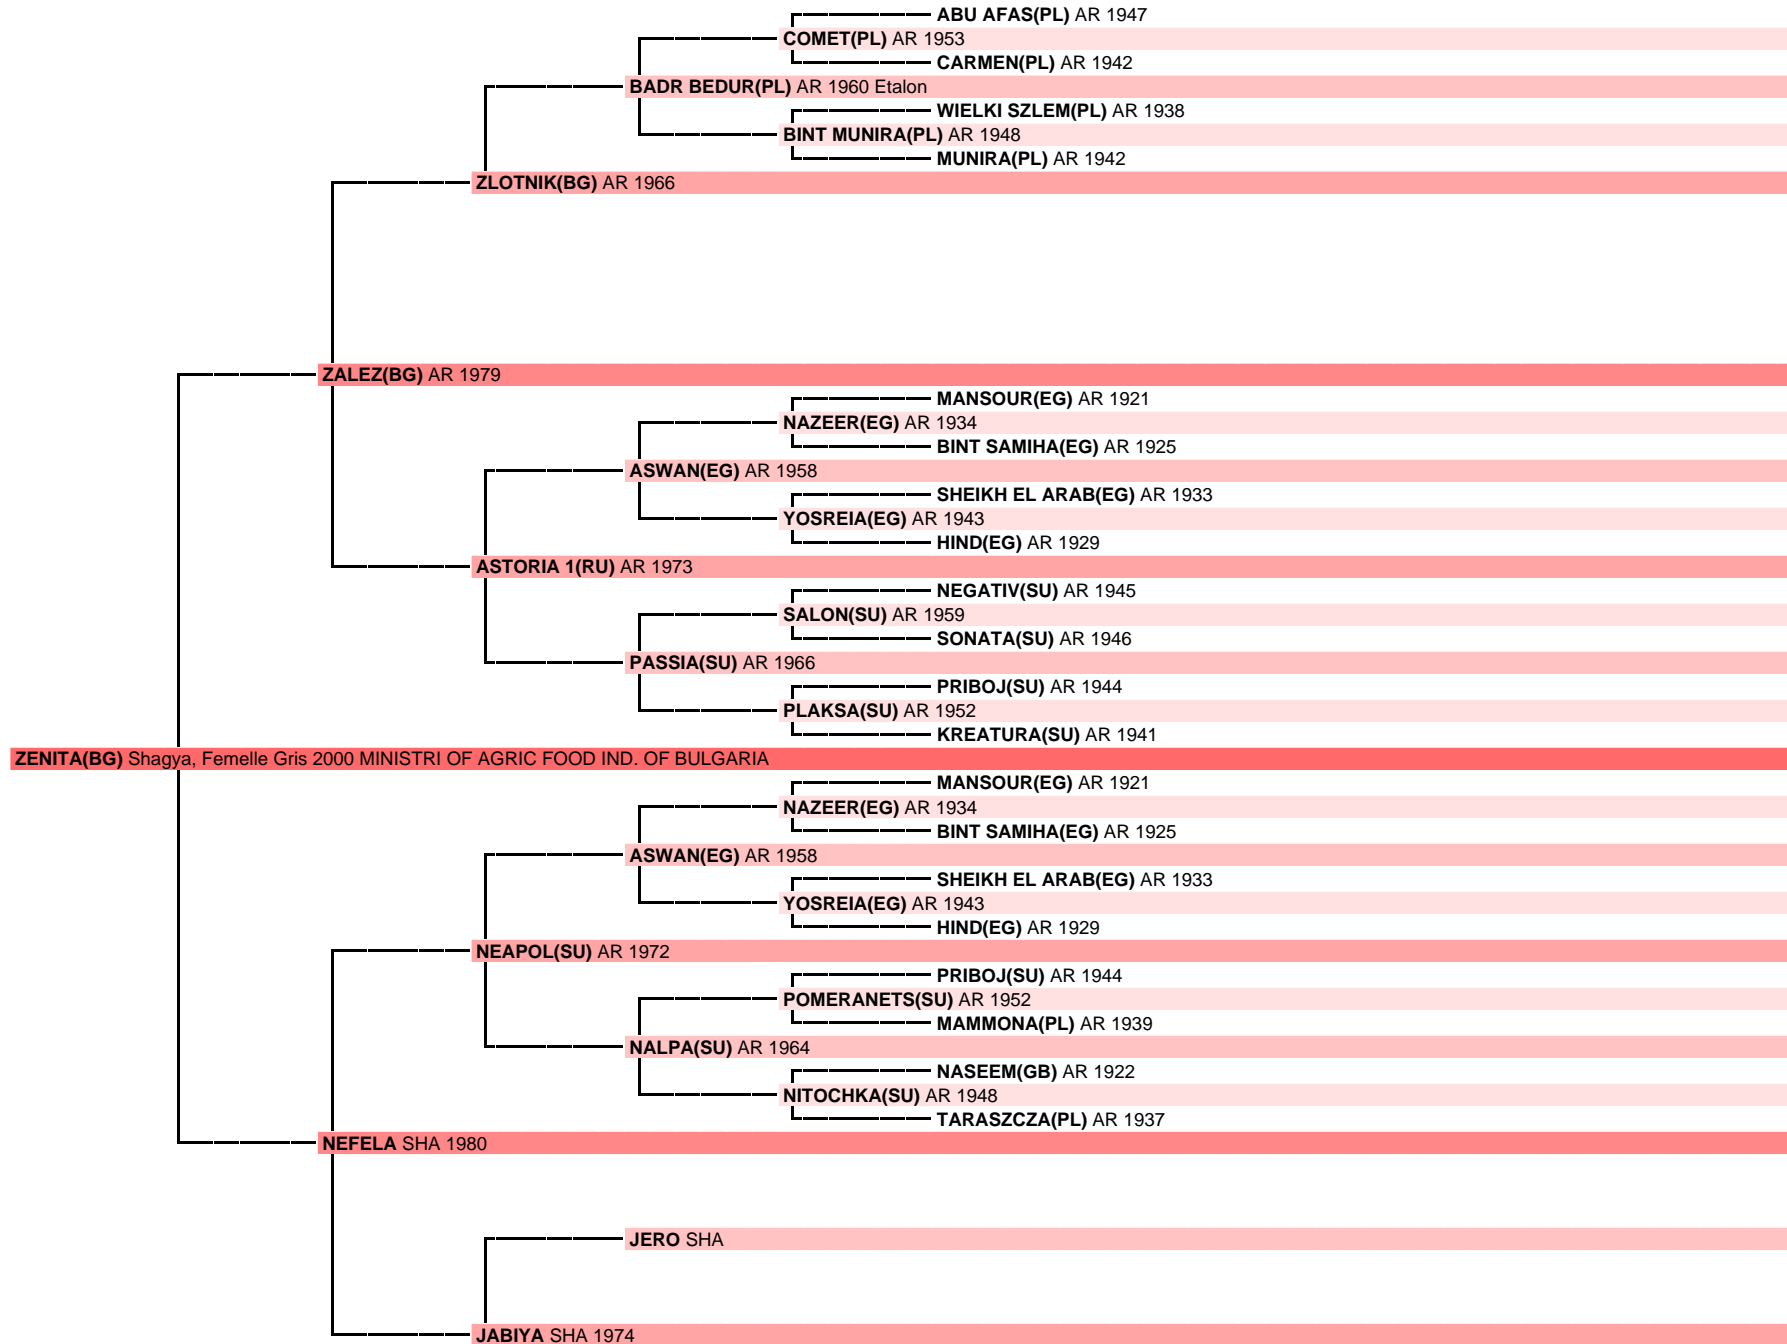 ABU AFAS(PL) AR 1947
COMET(PL) AR 1953
CARMEN(PL) AR 1942
BADR BEDUR(PL) AR 1960 Etalon
WIELKI SZLEM(PL) AR 1938
BINT MUNIRA(PL) AR 1948
MUNIRA(PL) AR 1942
ZLOTNIK(BG) AR 1966
ZALEZ(BG) AR 1979
MANSOUR(EG) AR 1921
NAZEER(EG) AR 1934
BINT SAMIHA(EG) AR 1925
ASWAN(EG) AR 1958
SHEIKH EL ARAB(EG) AR 1933
YOSREIA(EG) AR 1943
HIND(EG) AR 1929
ASTORIA 1(RU) AR 1973
NEGATIV(SU) AR 1945
SALON(SU) AR 1959
SONATA(SU) AR 1946
PASSIA(SU) AR 1966
PRIBOJ(SU) AR 1944
PLAKSA(SU) AR 1952
KREATURA(SU) AR 1941
ZENITA(BG) Shagya, Femelle Gris 2000 MINISTRI OF AGRIC FOOD IND. OF BULGARIA
MANSOUR(EG) AR 1921
NAZEER(EG) AR 1934
BINT SAMIHA(EG) AR 1925
ASWAN(EG) AR 1958
SHEIKH EL ARAB(EG) AR 1933
YOSREIA(EG) AR 1943
HIND(EG) AR 1929
NEAPOL(SU) AR 1972
PRIBOJ(SU) AR 1944
POMERANETS(SU) AR 1952
MAMMONA(PL) AR 1939
NALPA(SU) AR 1964
NASEEM(GB) AR 1922
NITOCHKA(SU) AR 1948
TARASZCZA(PL) AR 1937
NEFELA SHA 1980
JERO SHA
JABIYA SHA 1974